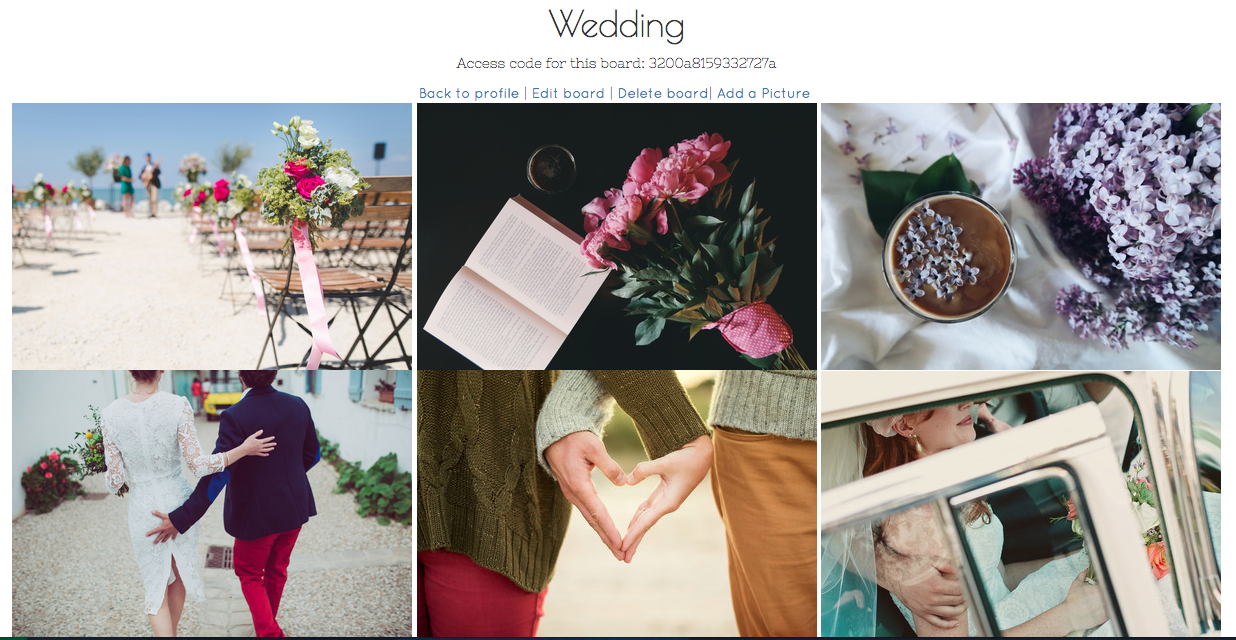 Wedding
Access code for this board: 3200a8159332727a
Back to profile | Edit board | Delete board| Add a Picture